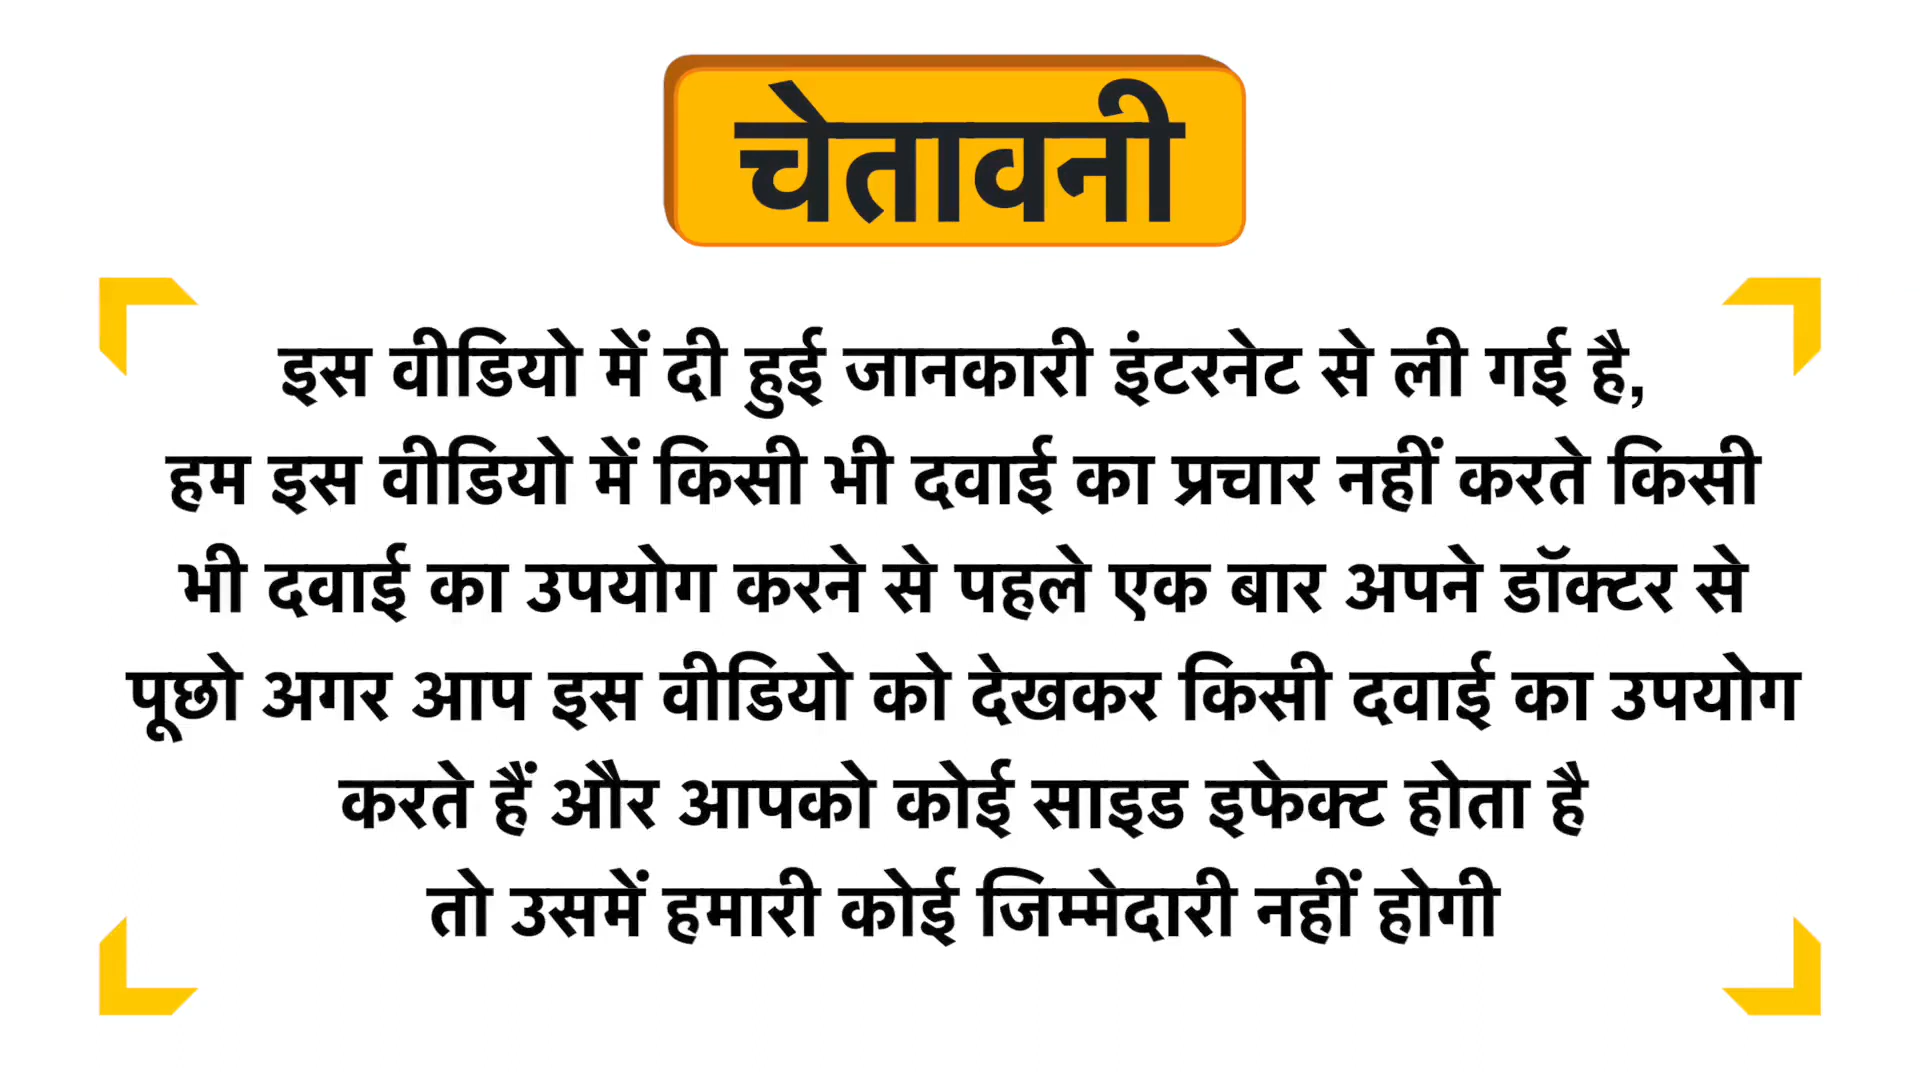 चेतावनी
इस वीडियो में दी हुई जानकारी इंटरनेट से ली गई है,
हम इस वीडियो में किसी भी दवाई का प्रचार नहीं करते किसी
भी दवाई का उपयोग करने से पहले एक बार अपने डॉक्टर से
पूछो अगर आप इस वीडियो को देखकर किसी दवाई का उपयोग
करते हैं और आपको कोई साइड इफेक्ट होता है
तो उसमें हमारी कोई जिम्मेदारी नहीं होगी